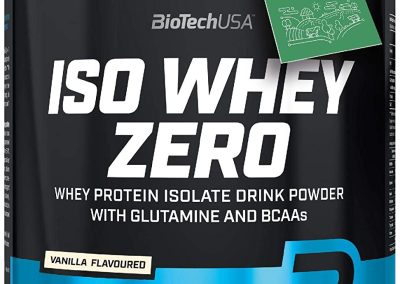 BioTechUSA
ISO WHEY
ZERO
WHEY PROTEIN ISOLATE DRINK POWDER
WITH GLUTAMINE AND BCAAs
VANILLA FLAVOURED